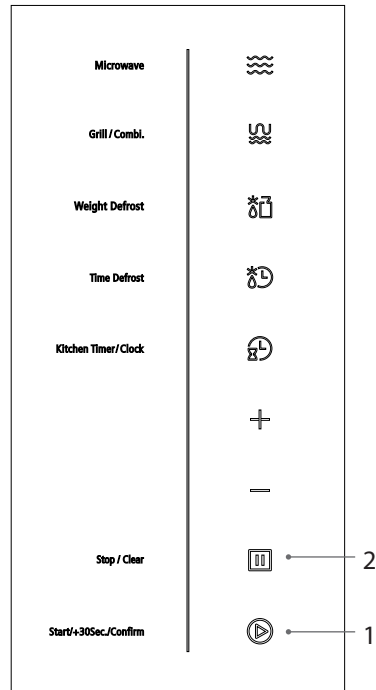 Microwave
Grill / Combi.
Weight Defrost
Time Defrost
Kitchen Timer/Clock
Stop / Clear
2
Start/+30Sec./Confirm
1